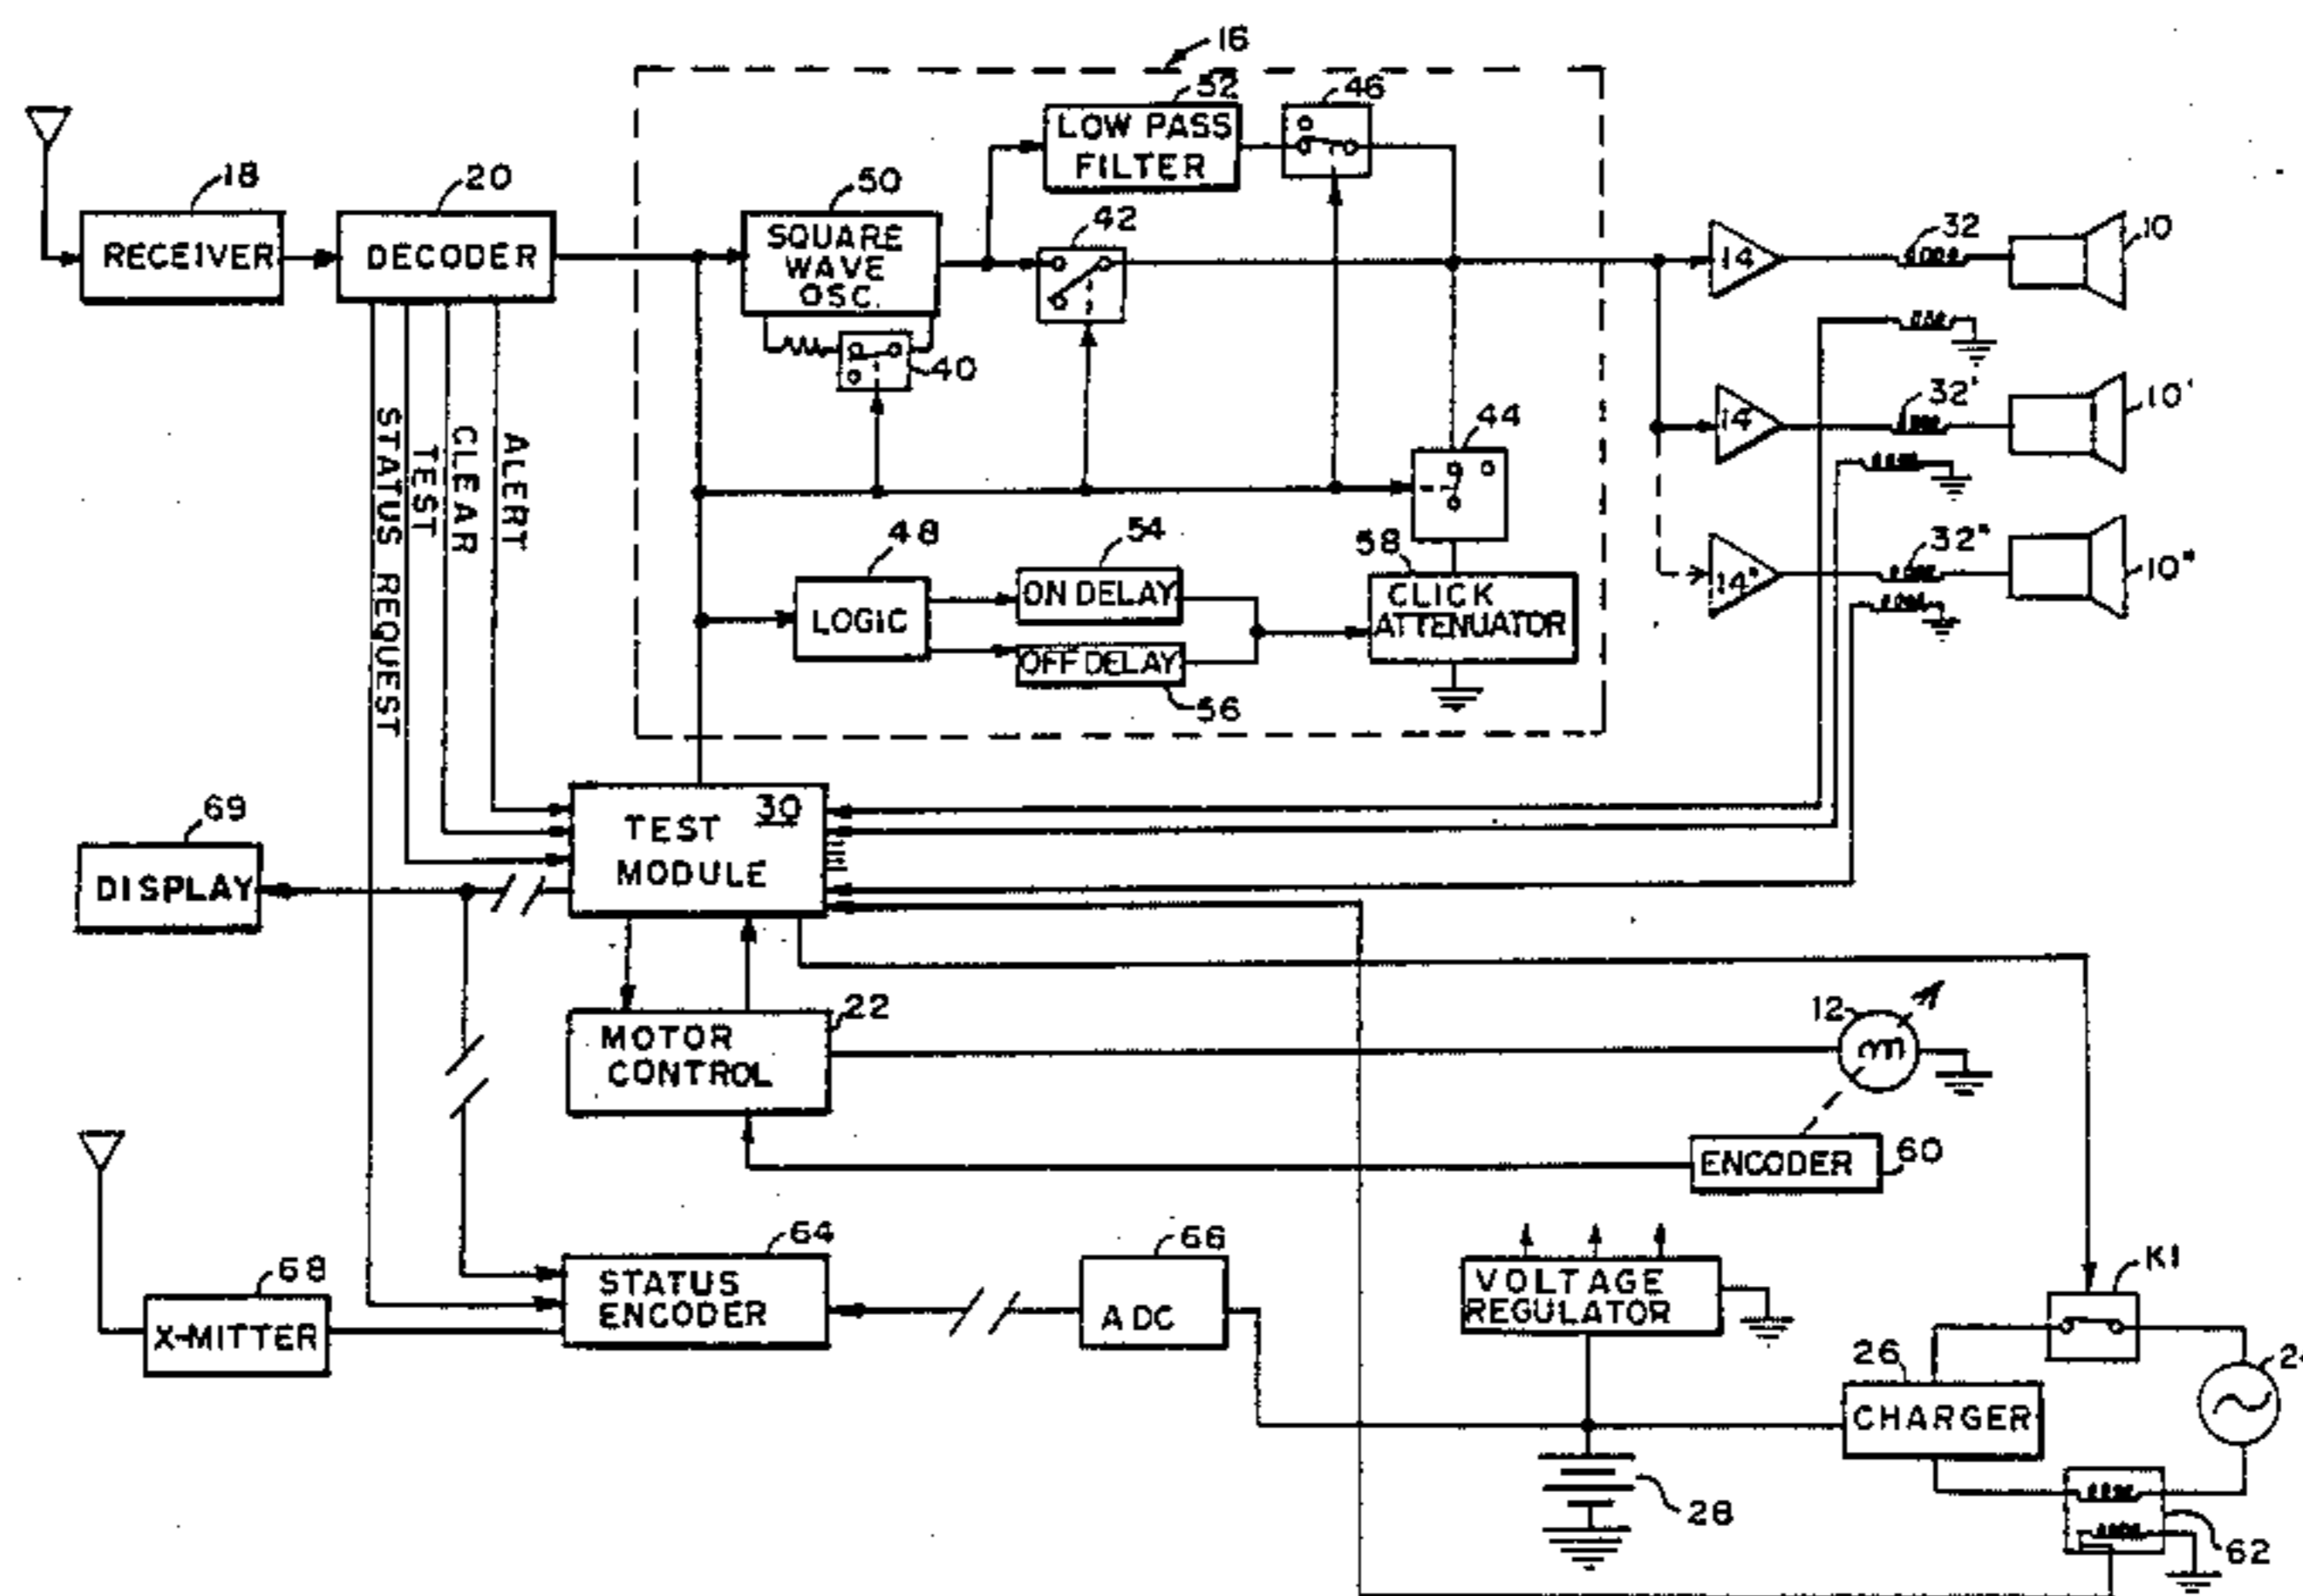 16
52
46
LOW PASS
FILTER
18
20
50
42
32
10
RECEIVER
DECODER
SQUARE
WAVE
OSC.
14
40
32'
10'
14
STATUS REQUEST
TEST
CLEAR
ALERT
44
48
54
58
32"
10"
LOGIC
ON DELAY
CLICK
ATTENUATOR
14"
OFF DELAY
56
69
30
TEST
MODULE
DISPLAY
22
12
MOTOR
CONTROL
ENCODER
60
64
66
68
STATUS
ENCODER
ADC
VOLTAGE
REGULATOR
K1
X-MITTER
26
CHARGER
28
62